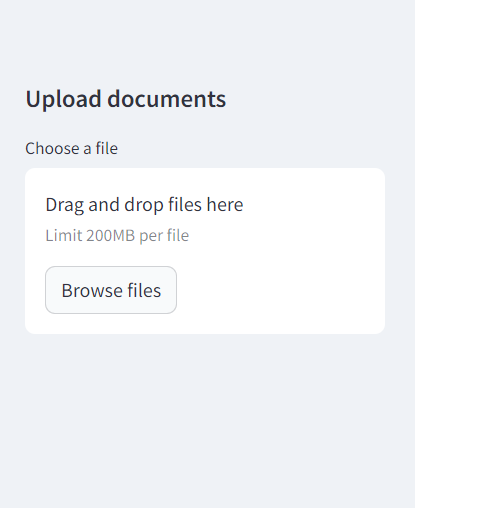 Upload documents
Choose a file
Drag and drop files here
Limit 200MB per file
Browse files